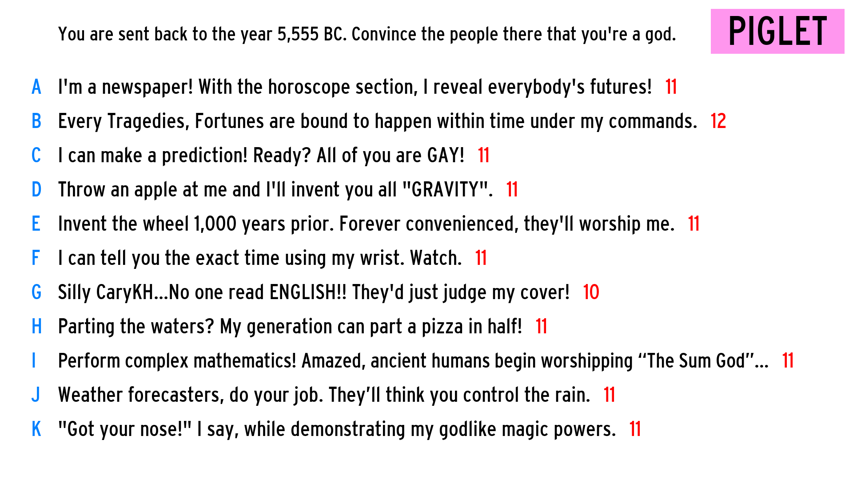 You are sent back to the year 5,555 BC. Convince the people there that you're a god.
PIGLET
A I'm a newspaper! With the horoscope section, I reveal everybody's futures! 11
B Every Tragedies, Fortunes are bound to happen within time under my commands. 12
C I can make a prediction! Ready? All of you are GAY! 11
D Throw an apple at me and I'll invent you all "GRAVITY". 11
E Invent the wheel 1,000 years prior. Forever convenienced, they'll worship me. 11
F I can tell you the exact time using my wrist. Watch. 11
G Silly CaryKH...No one read ENGLISH!! They'd just judge my cover! 10
H Parting the waters? My generation can part a pizza in half! 11
I Perform complex mathematics! Amazed, ancient humans begin worshipping “The Sum God”... 11
J Weather forecasters, do your job. They’ll think you control the rain. 11
K "Got your nose!" I say, while demonstrating my godlike magic powers. 11